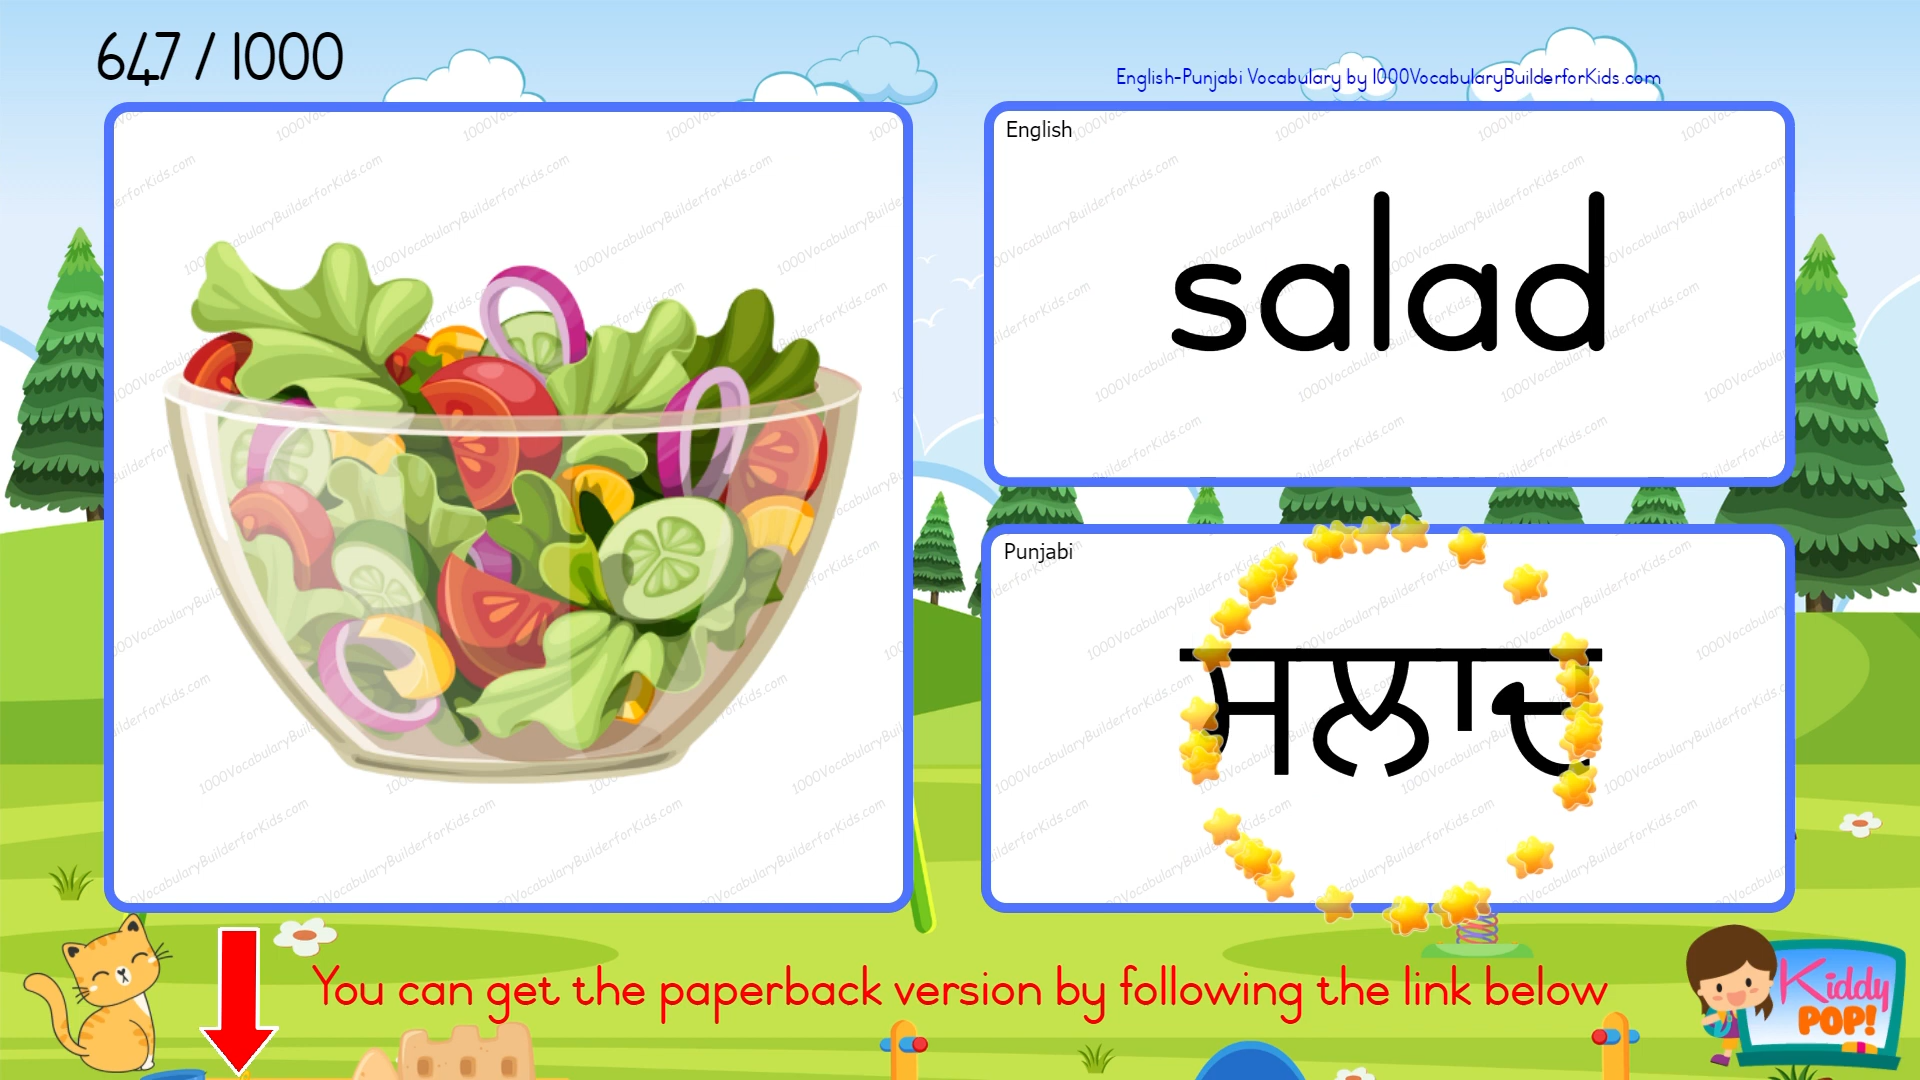 647 / 1000
English-Punjabi Vocabulary by 1000VocabularyBuilderforKids.com
English
salad
Punjabi
ਸਲਾਦ
You can get the paperback version by following the link below
Kiddy
POP!